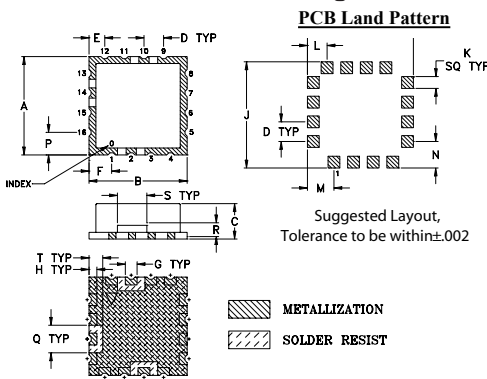 PCB Land Pattern
E
D TYP
12 11 10 9
13
14
15
16
8
7
6
5
A
P
0
1 2 3 4
F
B
INDEX
L
K
SQ TYP
J
D TYP
N
M
1
S TYP
C
R
Suggested Layout,
Tolerance to be within±.002
T TYP
H TYP
G TYP
Q TYP
METALLIZATION
SOLDER RESIST